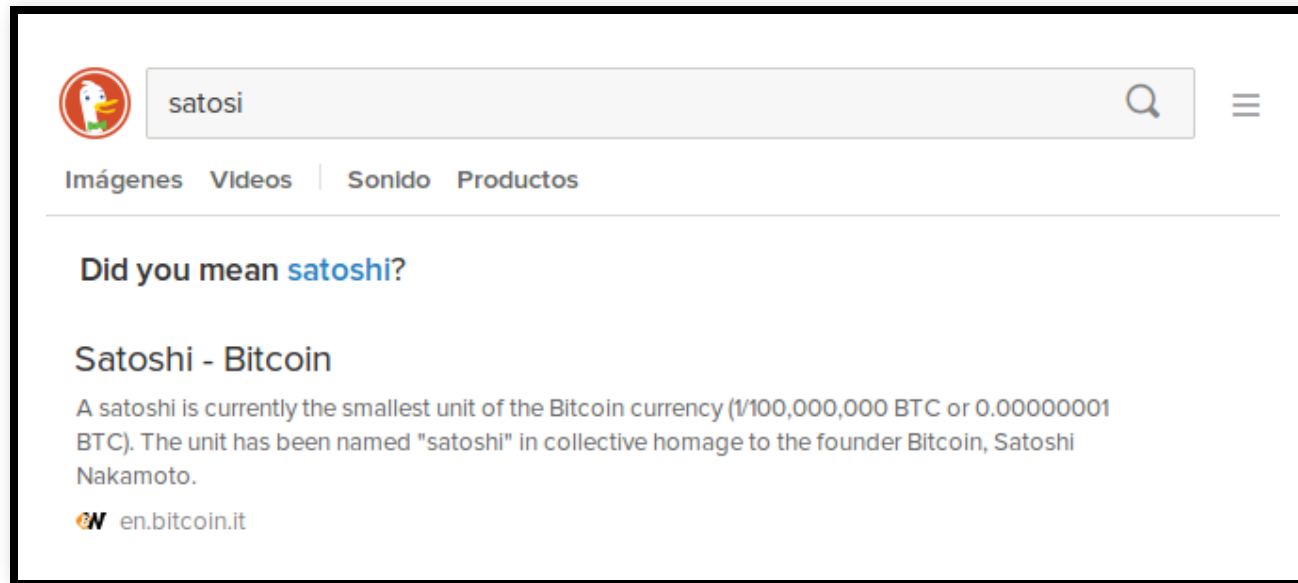 satosi
Imágenes Videos Sonido Productos
Did you mean satoshi?
Satoshi - Bitcoin
A satoshi is currently the smallest unit of the Bitcoin currency (1/100,000,000 BTC or 0.00000001
BTC). The unit has been named "satoshi" in collective homage to the founder Bitcoin, Satoshi
Nakamoto.
en.bitcoin.it